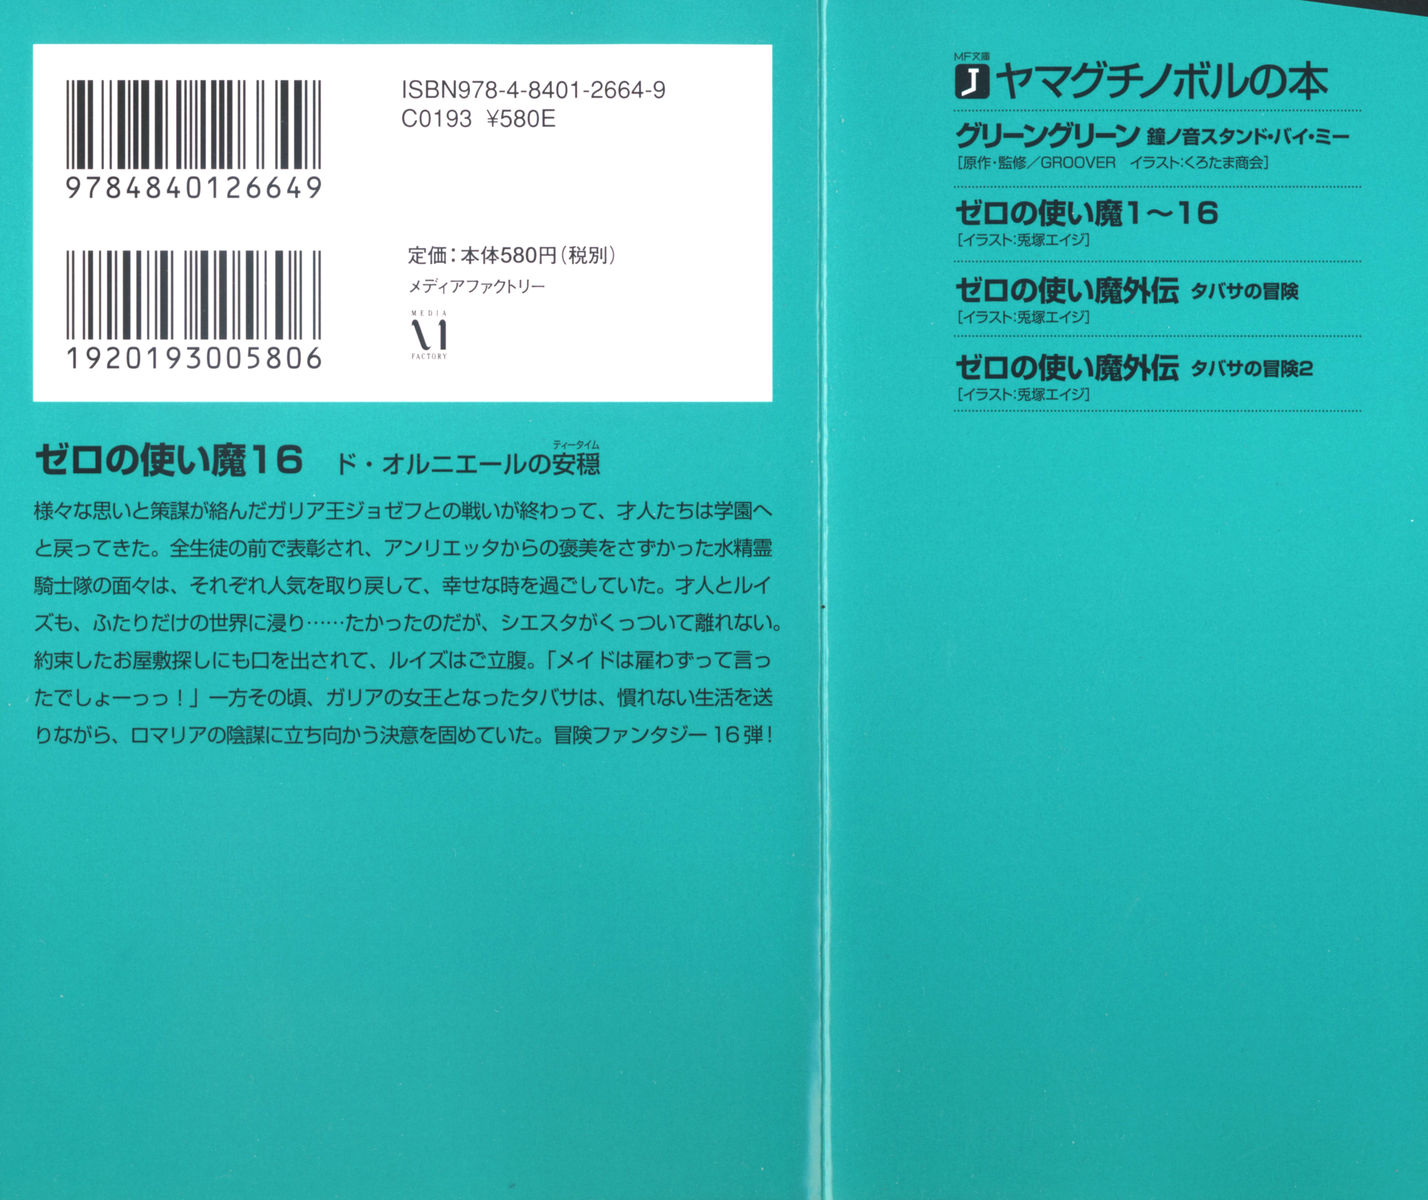 ISBN978-4-8401-2664-9
C0193 ¥580E
9784840126649
定価：本体580円（税別）
メディアファクトリー
MEDIA
FACTORY
1920193005806
ゼロの使い魔16 ド・オルニエールの安穏
ティータイム
様々な思いと策謀が絡んだガリア王ジョゼフとの戦いが終わって、才人たちは学園へ
と戻ってきた。全生徒の前で表彰され、アンリエッタからの褒美をさずかった水精霊
騎士隊の面々は、それぞれ人気を取り戻して、幸せな時を過ごしていた。才人とルイ
ズも、ふたりだけの世界に浸り……たかったのだが、シエスタがくっついて離れない。
約束したお屋敷探しにも口を出されて、ルイズはご立腹。「メイドは雇わずって言っ
たでしょーっっ！」一方その頃、ガリアの女王となったタバサは、慣れない生活を送
りながら、ロマリアの陰謀に立ち向かう決意を固めていた。冒険ファンタジー16弾！
MF文庫
J ヤマグチノボルの本
グリーングリーン 鐘ノ音スタンド・バイ・ミー
［原作・監修／GROOVER イラスト：くろたま商会］
ゼロの使い魔1～16
［イラスト：兎塚エイジ］
ゼロの使い魔外伝 タバサの冒険
［イラスト：兎塚エイジ］
ゼロの使い魔外伝 タバサの冒険2
［イラスト：兎塚エイジ］